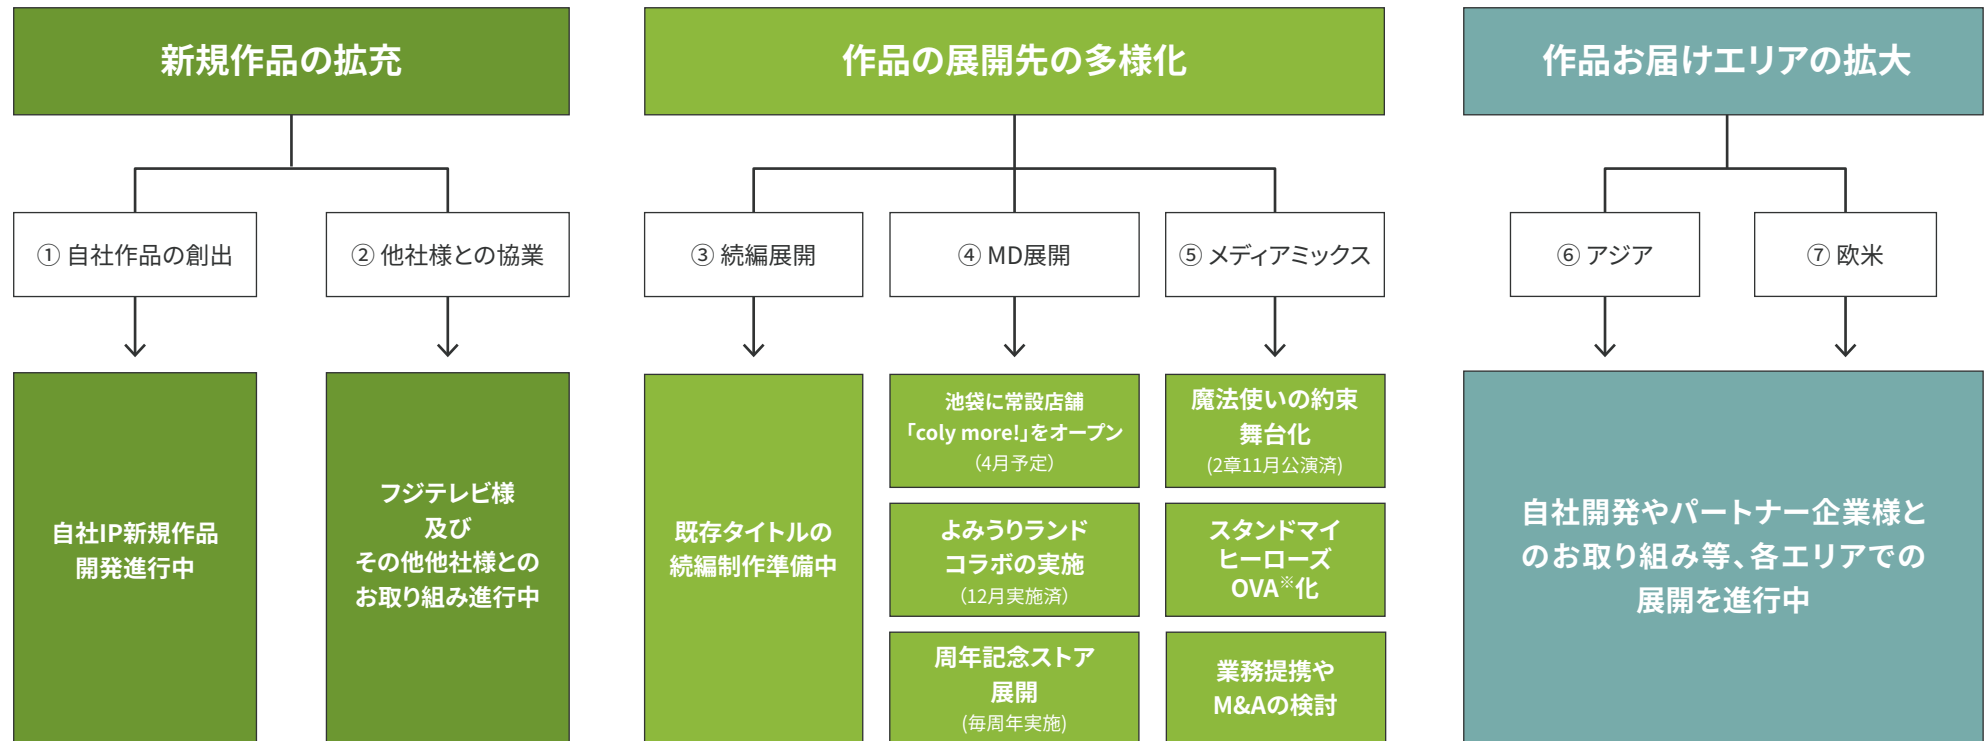 新規作品の拡充
作品の展開先の多様化
作品お届けエリアの拡大
① 自社作品の創出
② 他社様との協業
③ 続編展開
④ MD展開
⑤ メディアミックス
⑥ アジア
⑦ 欧米
自社IP新規作品
開発進行中
フジテレビ様
及び
その他他社様との
お取り組み進行中
既存タイトルの
続編制作準備中
池袋に常設店舗
「coly more!」をオープン
（4月予定）
よみうりランド
コラボの実施
（12月実施済）
周年記念ストア
展開
(毎周年実施)
魔法使いの約束
舞台化
(2章11月公演済)
スタンドマイ
ヒーローズ
OVA※化
業務提携や
M&Aの検討
自社開発やパートナー企業様と
のお取り組み等、各エリアでの
展開を進行中